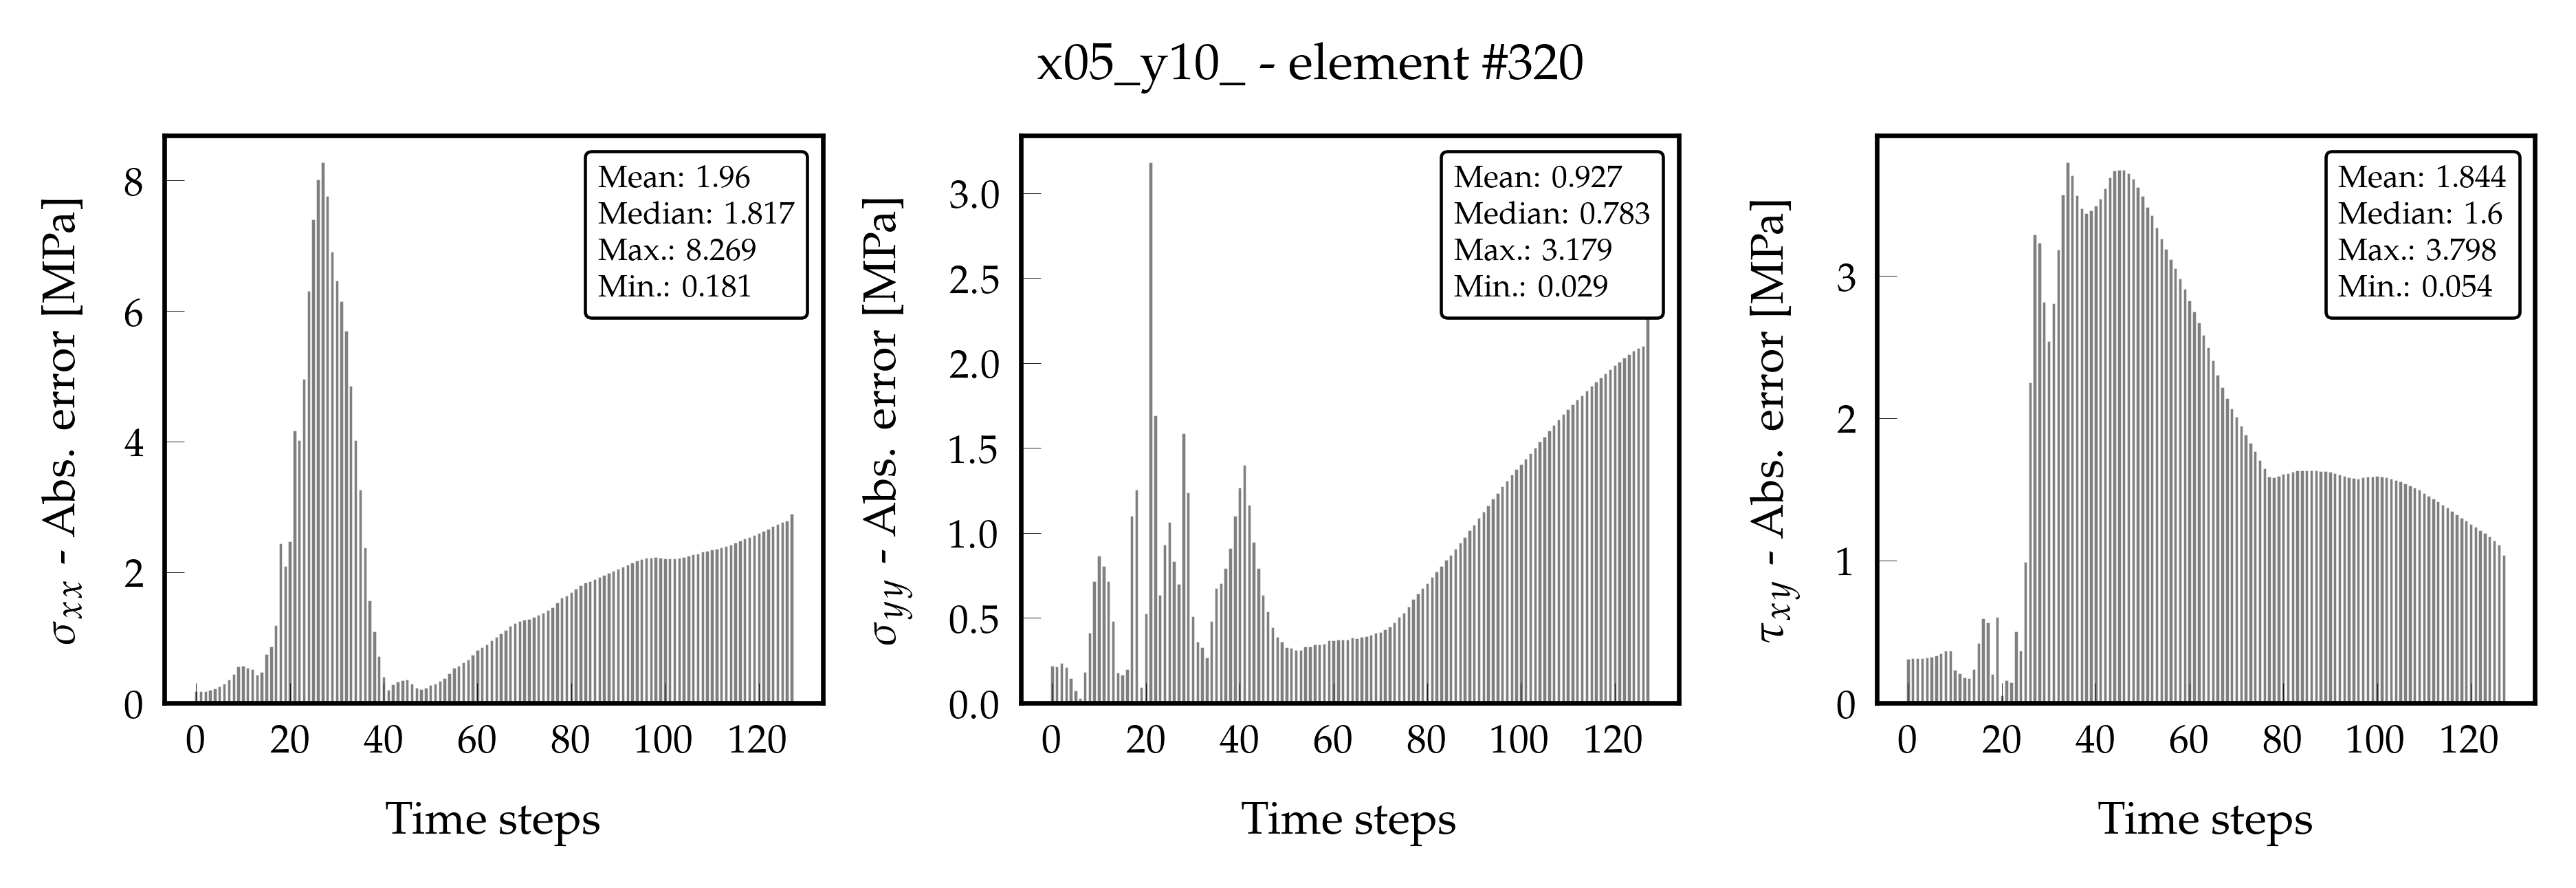 x05_y10_ - element #320
σxx - Abs. error [MPa]
8
6
4
2
0
Mean: 1.96
Median: 1.817
Max.: 8.269
Min.: 0.181
0 20 40 60 80 100 120
Time steps
σyy - Abs. error [MPa]
3.0
2.5
2.0
1.5
1.0
0.5
0.0
Mean: 0.927
Median: 0.783
Max.: 3.179
Min.: 0.029
0 20 40 60 80 100 120
Time steps
τxy - Abs. error [MPa]
3
2
1
0
Mean: 1.844
Median: 1.6
Max.: 3.798
Min.: 0.054
0 20 40 60 80 100 120
Time steps